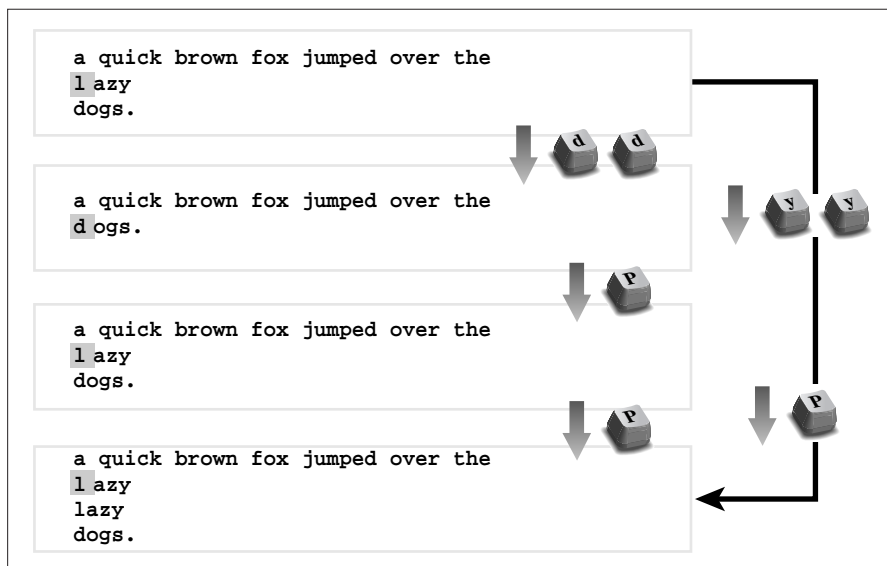 a quick brown fox jumped over the
lazy
dogs.
d d
a quick brown fox jumped over the
dogs.
y y
P
a quick brown fox jumped over the
lazy
dogs.
P
P
a quick brown fox jumped over the
lazy
lazy
dogs.